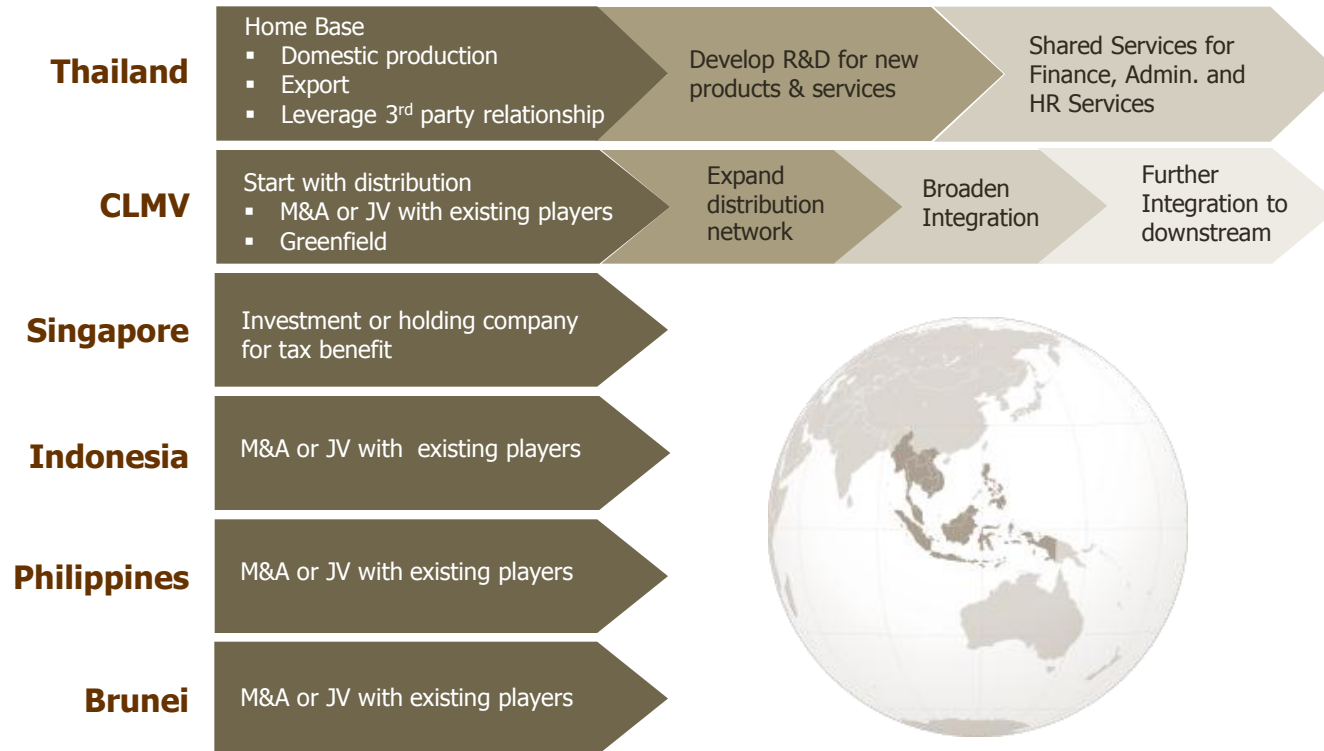 Thailand
Home Base
▪ Domestic production
▪ Export
▪ Leverage 3rd party relationship
Develop R&D for new
products & services
Shared Services for
Finance, Admin. and
HR Services
CLMV
Start with distribution
▪ M&A or JV with existing players
▪ Greenfield
Expand
distribution
network
Broaden
Integration
Further
Integration to
downstream
Singapore
Investment or holding company
for tax benefit
Indonesia
M&A or JV with existing players
Philippines
M&A or JV with existing players
Brunei
M&A or JV with existing players